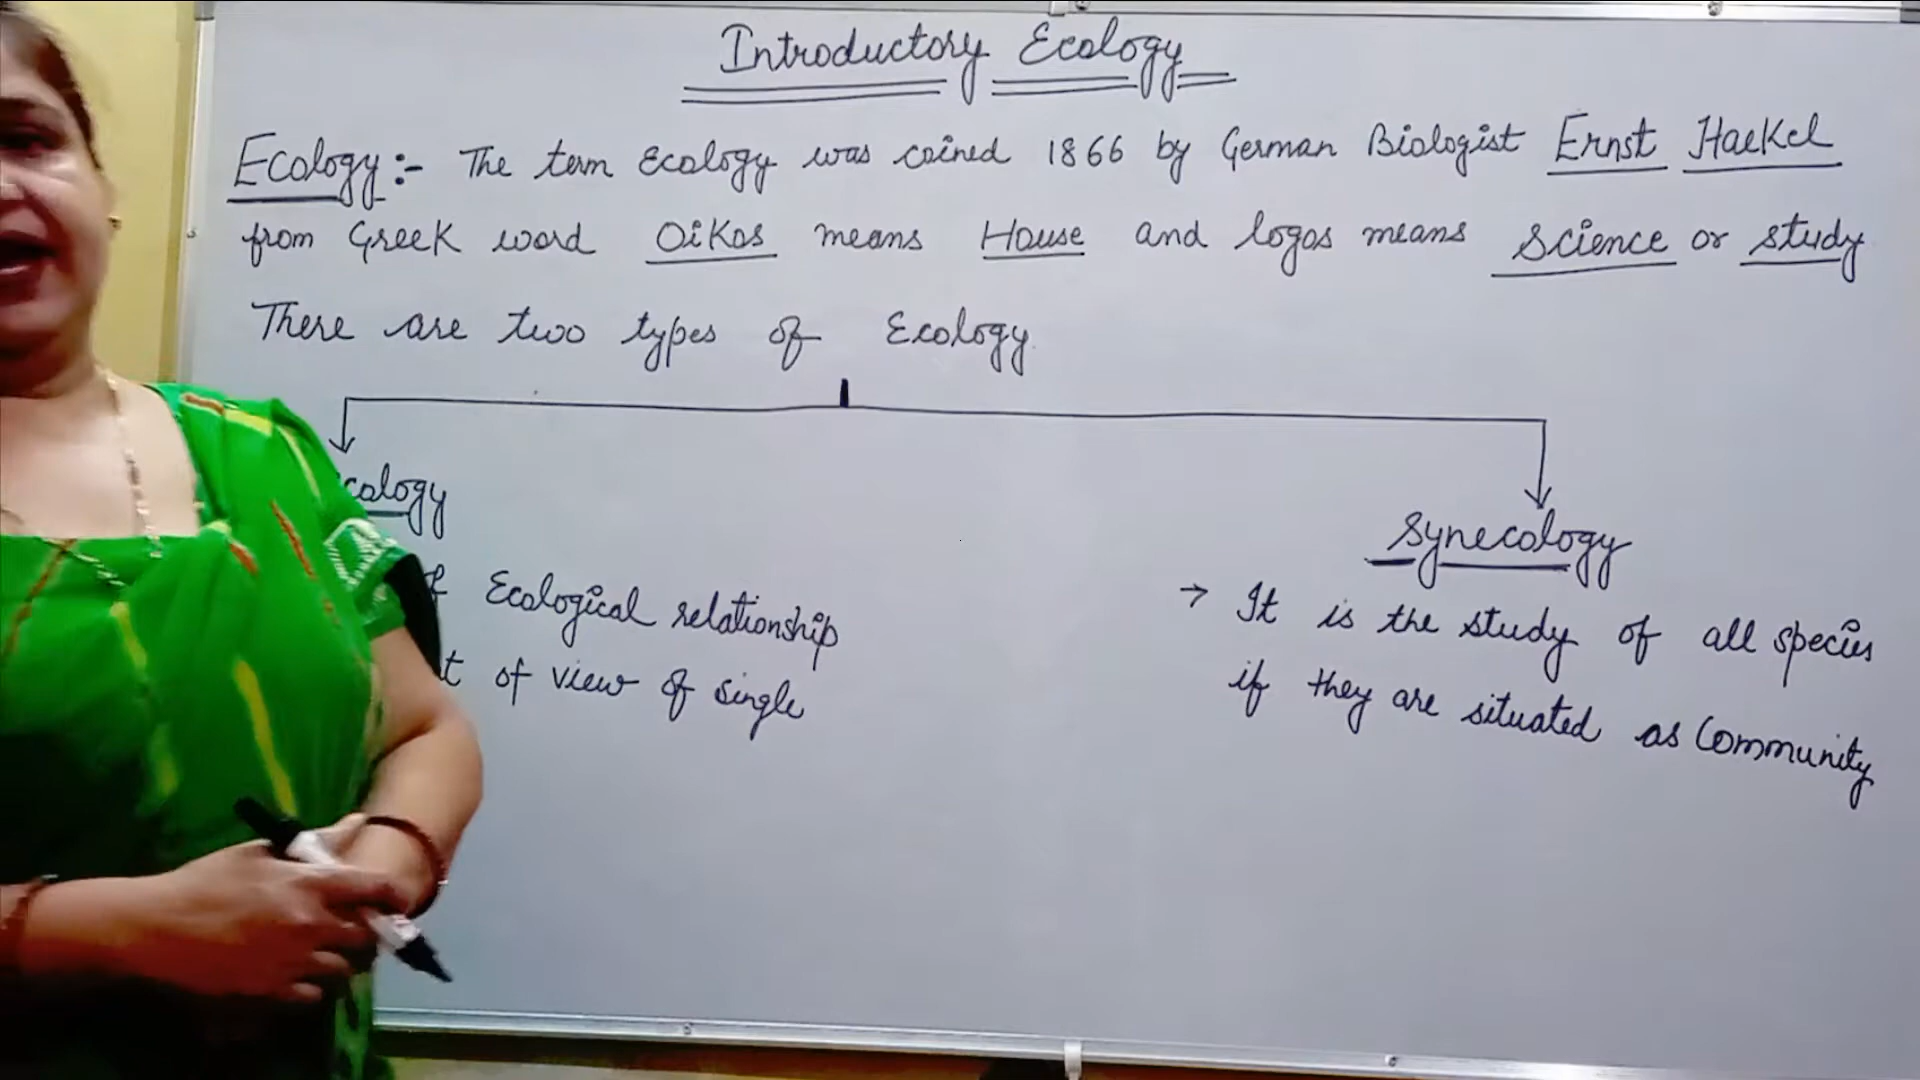 Introductory Ecology
Ecology:- The term Ecology was coined 1866 by German Biologist Ernst Haekel
from Greek word Oikos means House and logos means science or study
There are two types of Ecology
cology
Synecology
Ecological relationship
of view of single
→ It is the study of all species
if they are situated as Community